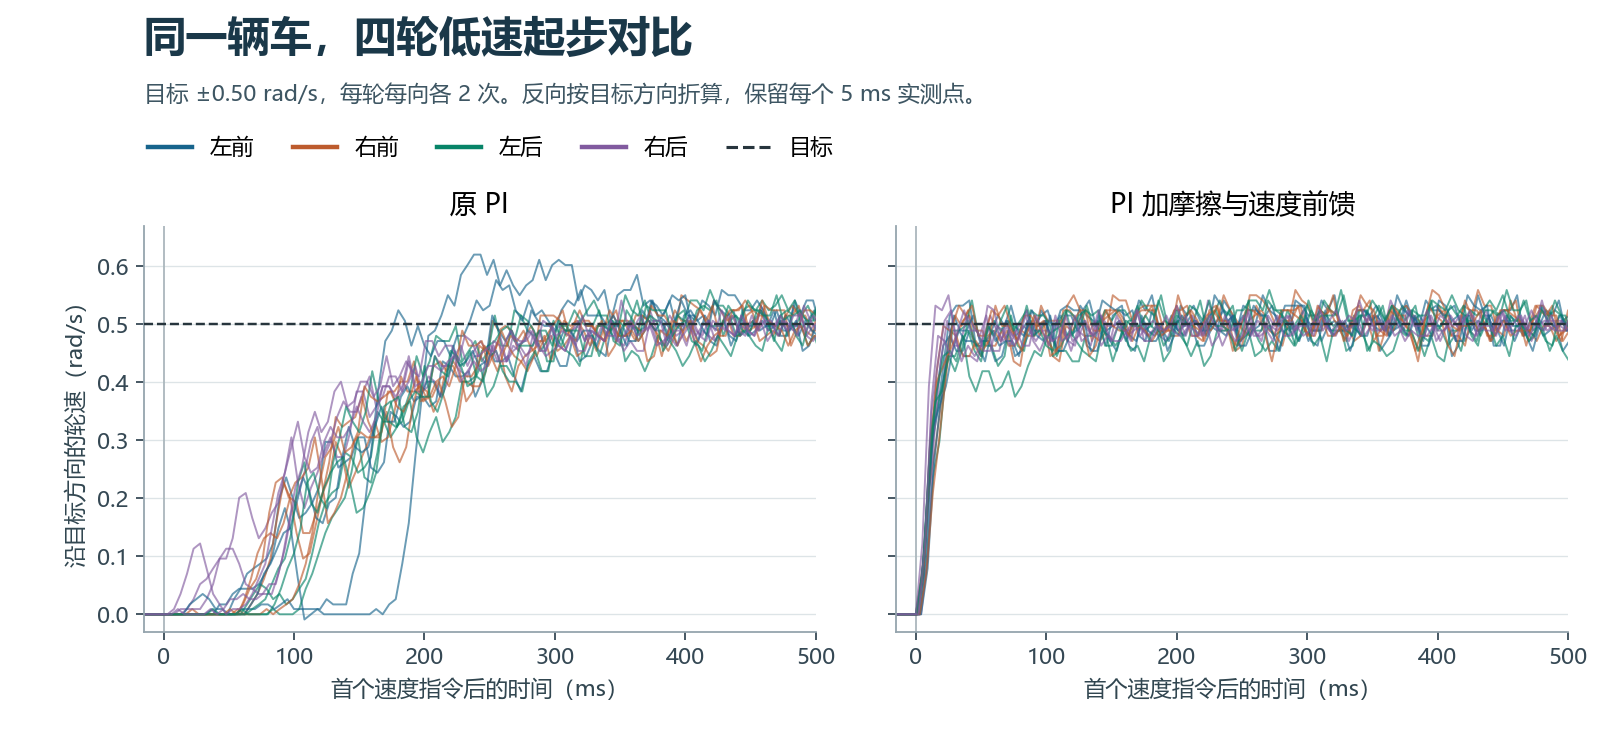 同一辆车，四轮低速起步对比
目标 ±0.50 rad/s，每轮每向各 2 次。反向按目标方向折算，保留每个 5 ms 实测点。
左前 右前 左后 右后 目标
原 PI
沿目标方向的轮速（rad/s）
0.6
0.5
0.4
0.3
0.2
0.1
0.0
0 100 200 300 400 500
首个速度指令后的时间（ms）
PI 加摩擦与速度前馈
0 100 200 300 400 500
首个速度指令后的时间（ms）